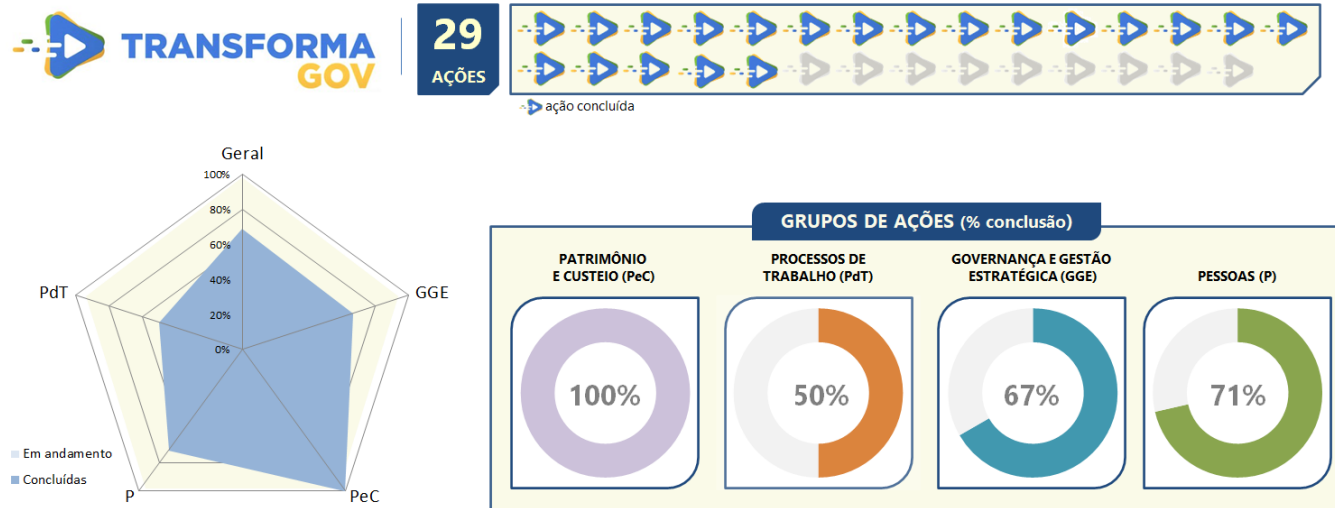 TRANSFORMA
GOV
29
AÇÕES
ação concluída
Geral
100%
80%
60%
40%
20%
0%
PdT
GGE
P
PeC
Em andamento
Concluídas
GRUPOS DE AÇÕES (% conclusão)
PATRIMÔNIO
E CUSTEIO (PeC)
PROCESSOS DE
TRABALHO (PdT)
GOVERNANÇA E GESTÃO
ESTRATÉGICA (GGE)
PESSOAS (P)
100%
50%
67%
71%